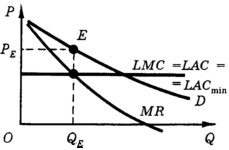 P
E
P_E
LMC =LAC =
=LAC_min
MR
D
O
Q_E
Q